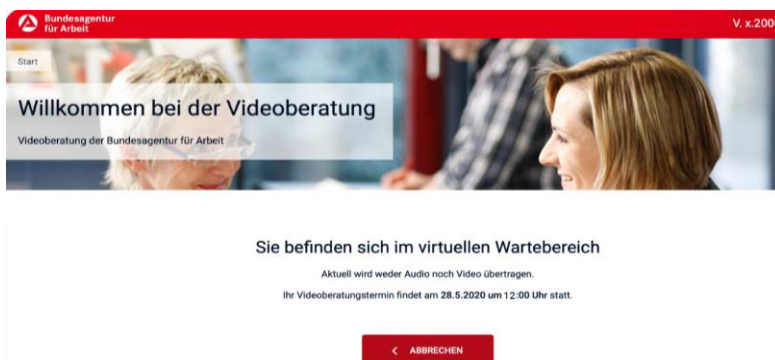 Bundesagentur
für Arbeit
V. x.200
Start
Willkommen bei der Videoberatung
Videoberatung der Bundesagentur für Arbeit
Sie befinden sich im virtuellen Wartebereich
Aktuell wird weder Audio noch Video übertragen.
Ihr Videoberatungstermin findet am 28.5.2020 um 12:00 Uhr statt.
ABBRECHEN